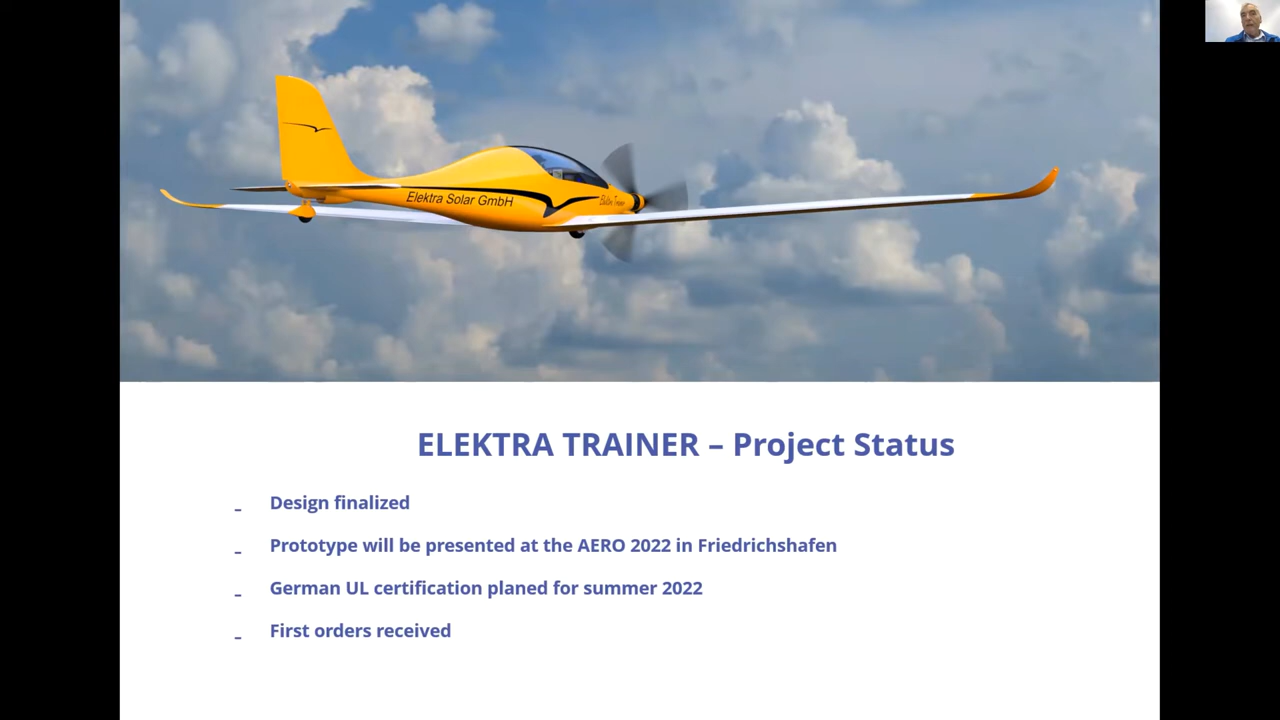 Elektra Solar GmbH
ELEKTRA TRAINER – Project Status
- Design finalized
- Prototype will be presented at the AERO 2022 in Friedrichshafen
- German UL certification planed for summer 2022
- First orders received